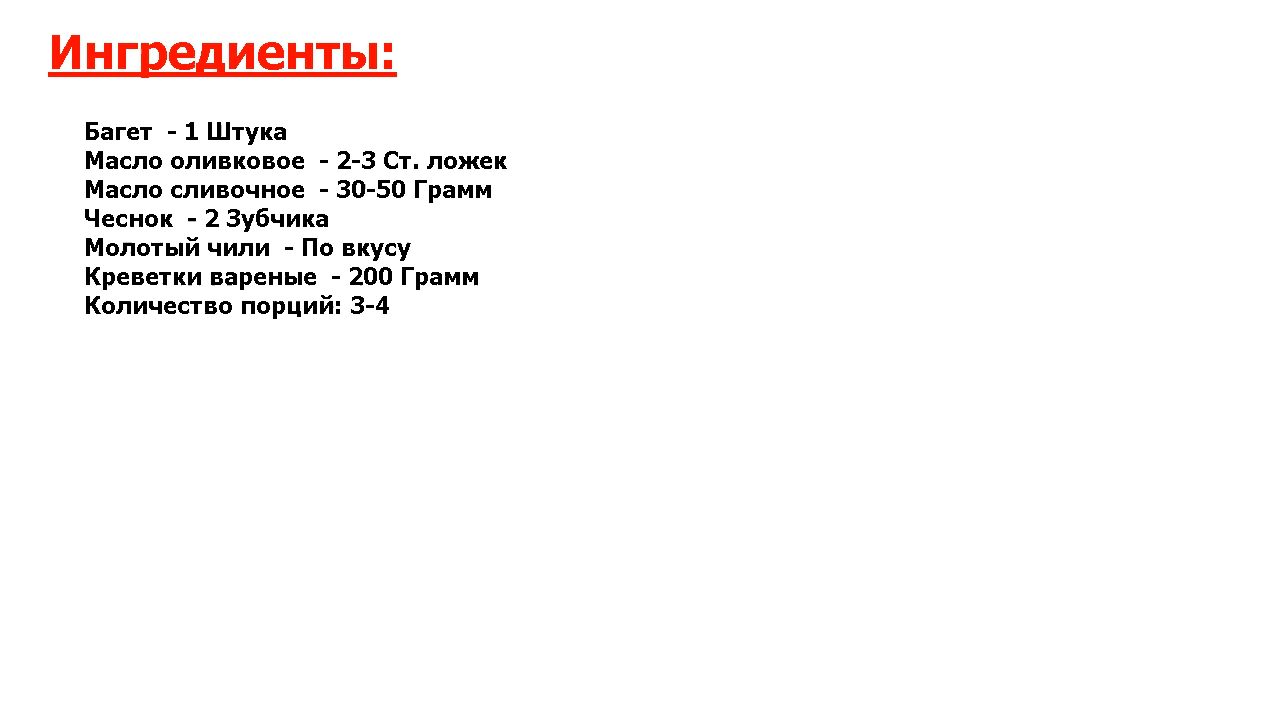 Ингредиенты:
Багет  - 1 Штука
Масло оливковое  - 2-3 Ст. ложек
Масло сливочное  - 30-50 Грамм
Чеснок  - 2 Зубчика
Молотый чили  - По вкусу
Креветки вареные  - 200 Грамм
Количество порций: 3-4